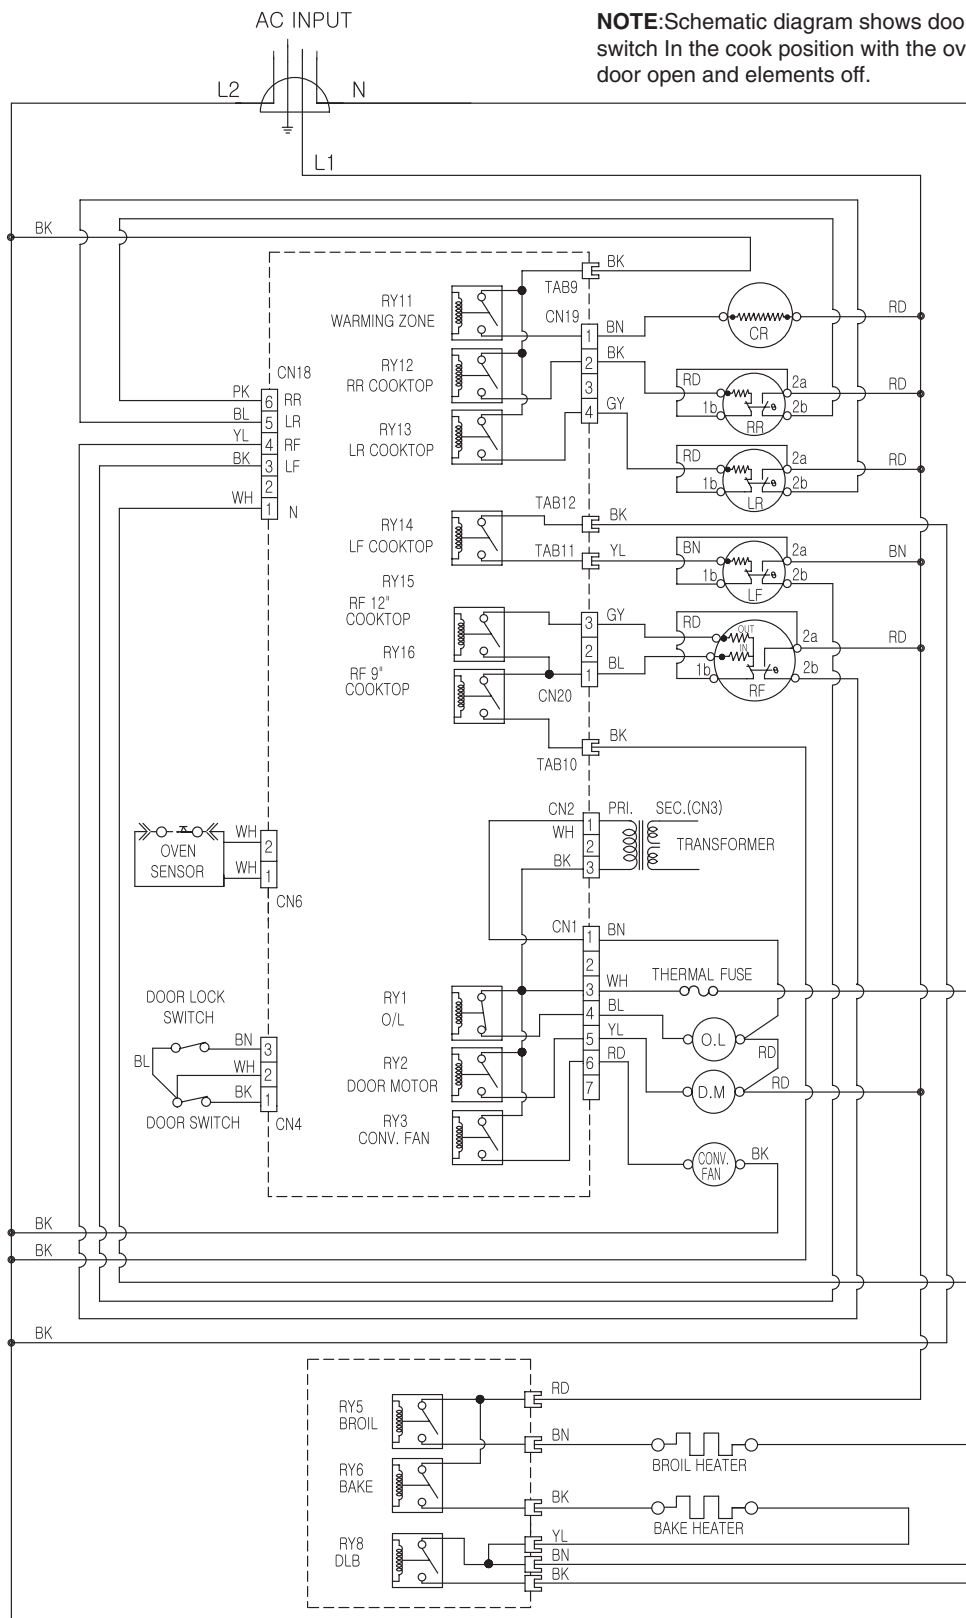 AC INPUT
NOTE:Schematic diagram shows doo
switch In the cook position with the ov
door open and elements off.
L2
N
L1
BK
BK
TAB9
RY11
WARMING ZONE
CN19
1 BN
CR
RD
BK
2
3
4 GY
RY12
RR COOKTOP
CN18
PK 6 RR
BL 5 LR
YL 4 RF
BK 3 LF
2
WH 1 N
RY13
LR COOKTOP
RD 2a RD
1b 2b
RR
RD 2a RD
1b 2b
LR
TAB12
BK
RY14
LF COOKTOP
TAB11 YL
BN 2a BN
1b 2b
LF
RY15
RF 12"
COOKTOP
RY16
RF 9"
COOKTOP
3 GY
2
1 BL
CN20
RD OUT 2a RD
IN
1b 2b
RF
BK
TAB10
CN2 1 PRI. SEC.(CN3)
WH 2
BK 3
TRANSFORMER
OVEN
SENSOR
WH 2
WH 1
CN6
CN1 1 BN
2
3 WH
4 BL
5 YL
6 RD
7
THERMAL FUSE
RY1
O/L
O.L
RD
DOOR LOCK
SWITCH
BN 3
BL WH 2
BK 1
DOOR SWITCH
CN4
RY2
DOOR MOTOR
D.M
RD
RY3
CONV. FAN
CONV.
FAN
BK
BK
BK
BK
RD
RY5
BROIL
BN
BROIL HEATER
RY6
BAKE
BK
BAKE HEATER
YL
RY8
DLB
BN
BK